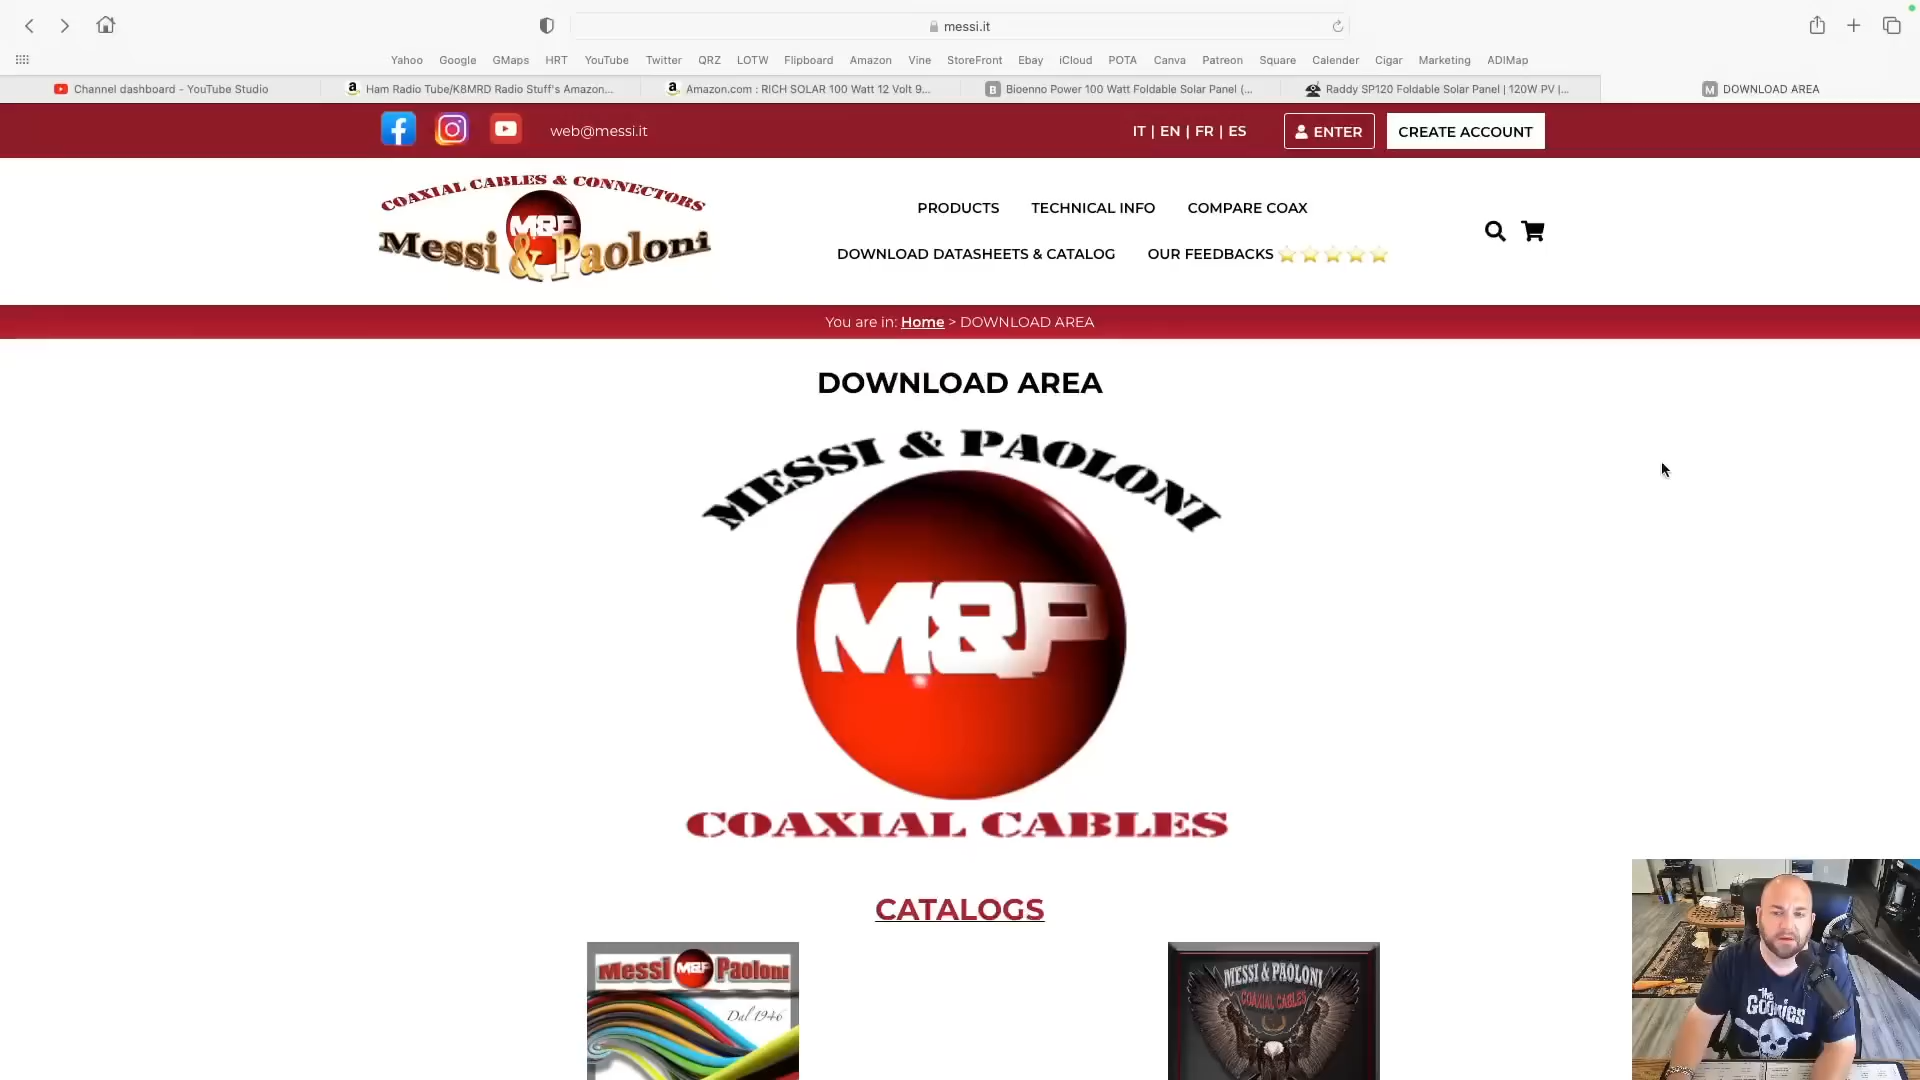 messi.it
Yahoo Google GMaps HRT YouTube Twitter QRZ LOTW Flipboard Amazon Vine StoreFront Ebay iCloud POTA Canva Patreon Square Calender Cigar Marketing ADIMap
Channel dashboard - YouTube Studio
Ham Radio Tube/K8MRD Radio Stuff's Amazon...
Amazon.com : RICH SOLAR 100 Watt 12 Volt 9...
Bioenno Power 100 Watt Foldable Solar Panel (...
Raddy SP120 Foldable Solar Panel | 120W PV |...
DOWNLOAD AREA
web@messi.it
IT | EN | FR | ES
ENTER
CREATE ACCOUNT
COAXIAL CABLES & CONNECTORS
M&P
Messi & Paoloni
PRODUCTS TECHNICAL INFO COMPARE COAX
DOWNLOAD DATASHEETS & CATALOG OUR FEEDBACKS
You are in: Home > DOWNLOAD AREA
DOWNLOAD AREA
MESSI & PAOLONI
M&P
COAXIAL CABLES
CATALOGS
Messi M&P Paoloni
Dal 1946
MESSI & PAOLONI
COAXIAL CABLES
the
Goonies